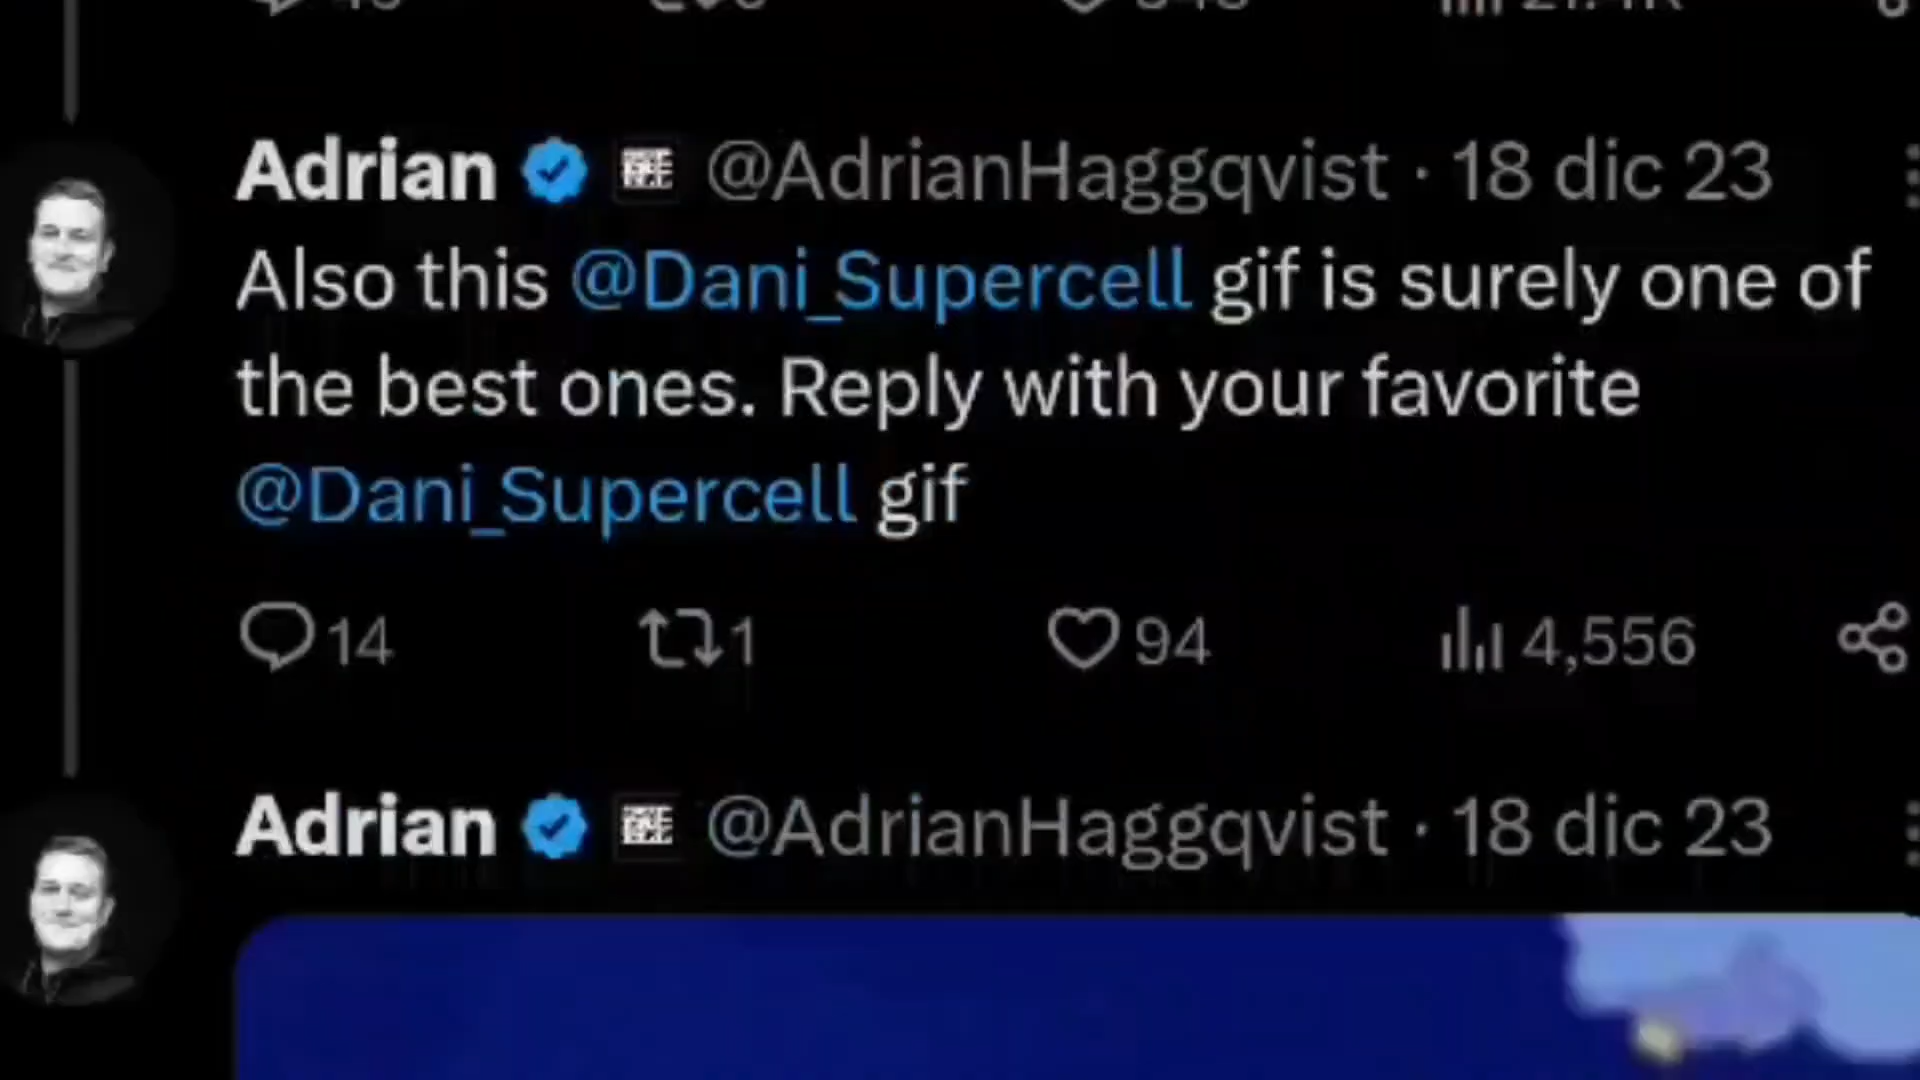 Adrian @AdrianHaggqvist · 18 dic 23
Also this @Dani_Supercell gif is surely one of
the best ones. Reply with your favorite
@Dani_Supercell gif
14 1 94 4,556
Adrian @AdrianHaggqvist · 18 dic 23